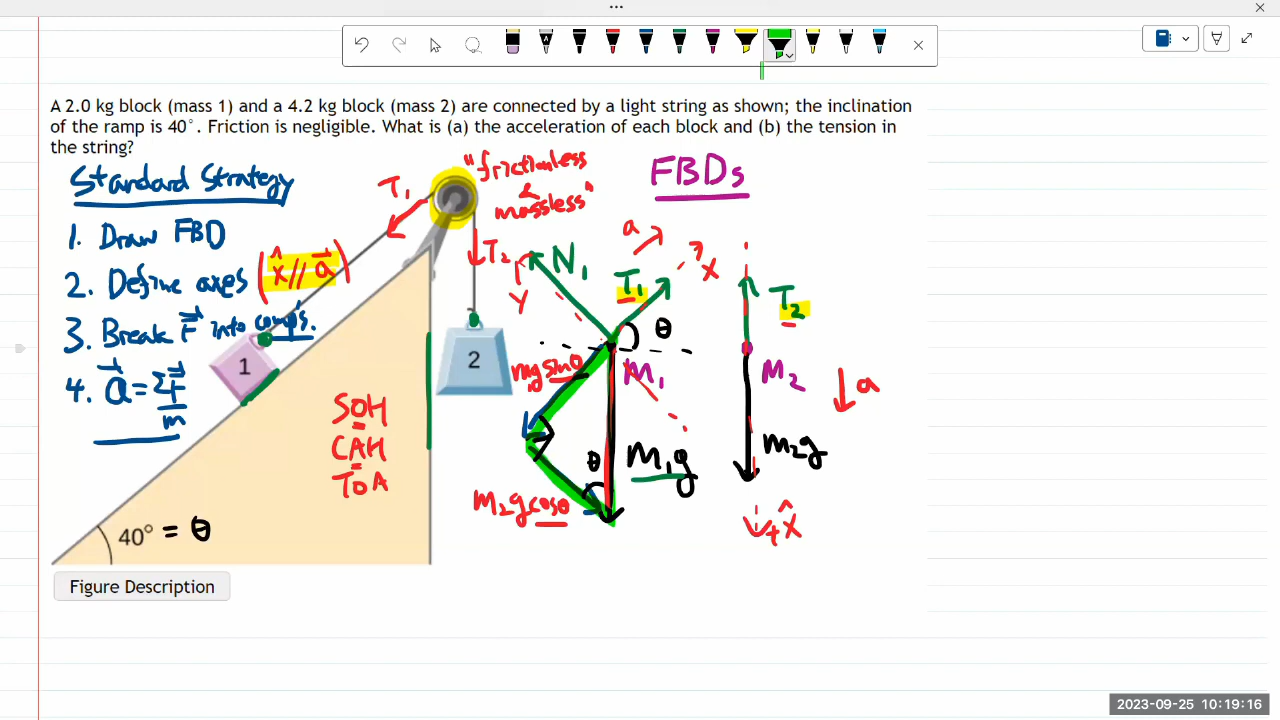 A 2.0 kg block (mass 1) and a 4.2 kg block (mass 2) are connected by a light string as shown; the inclination
of the ramp is 40°. Friction is negligible. What is (a) the acceleration of each block and (b) the tension in
the string?
Standard Strategy
1. Draw FBD
2. Define axes (x̂ // a⃗)
3. Break F⃗ into comp's.
4. a⃗ = ΣF⃗/m
T₁
"frictionless
&
massless"
T₂
1
2
SOH
CAH
TOA
40° = θ
Figure Description
FBDs
a
x
N₁
y
T₁
θ
M₁
m₁g sinθ
θ
M₁g
M₂g cosθ
T₂
M₂
a
M₂g
+x̂
2023-09-25 10:19:16